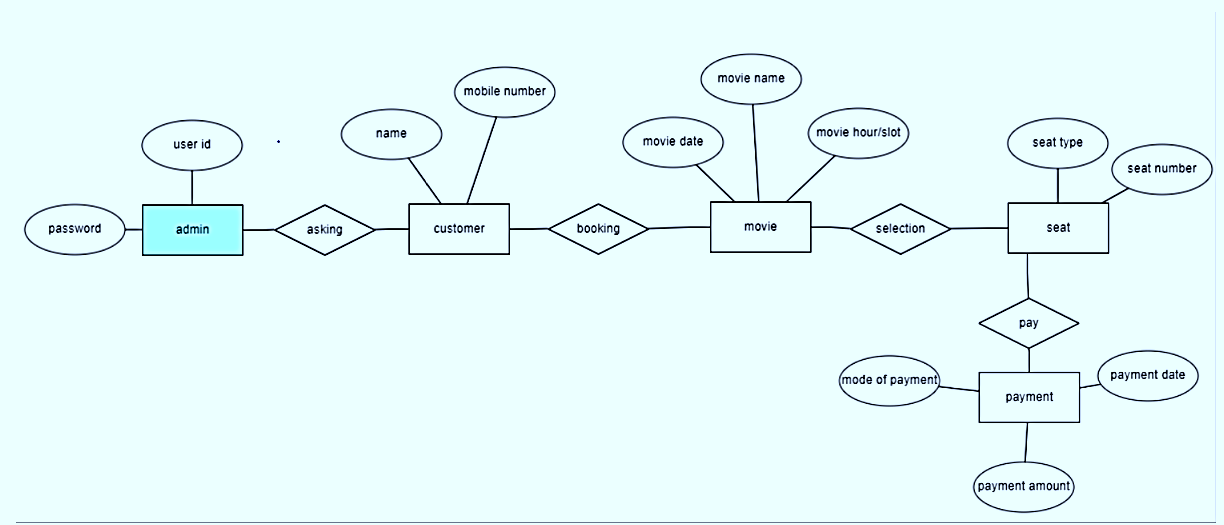 movie name
mobile number
name
movie hour/slot
movie date
user id
seat type
seat number
password
admin
asking
customer
booking
movie
selection
seat
pay
mode of payment
payment date
payment
payment amount